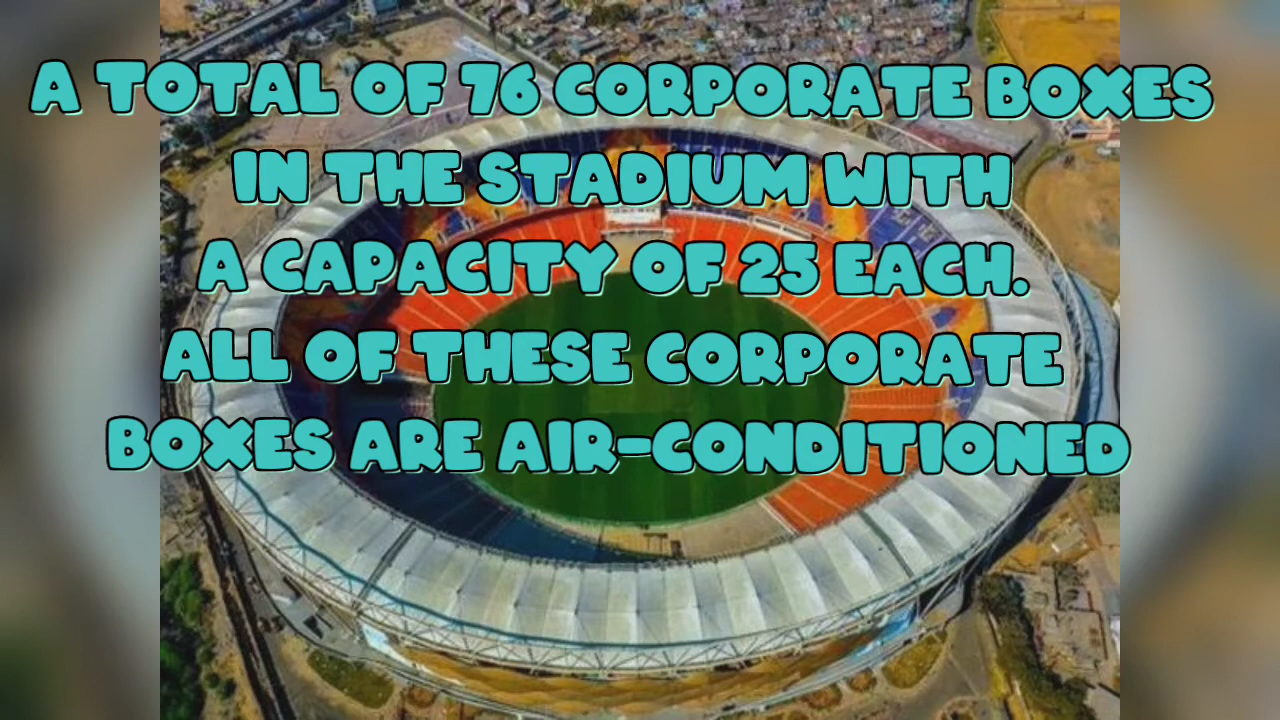 A TOTAL OF 76 CORPORATE BOXES
IN THE STADIUM WITH
A CAPACITY OF 25 EACH.
ALL OF THESE CORPORATE
BOXES ARE AIR-CONDITIONED